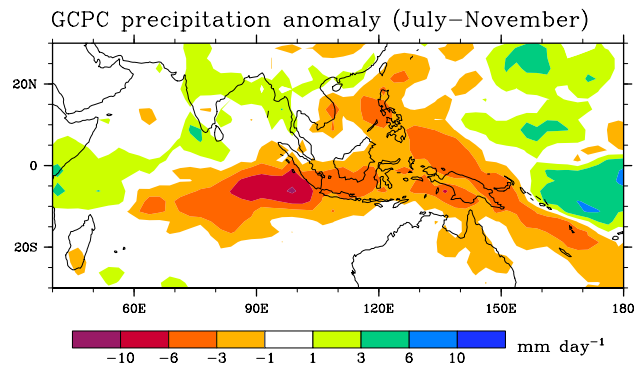 GCPC precipitation anomaly (July−November)
20N
0
20S
60E 90E 120E 150E 180
−10 −6 −3 −1 1 3 6 10 mm day⁻¹